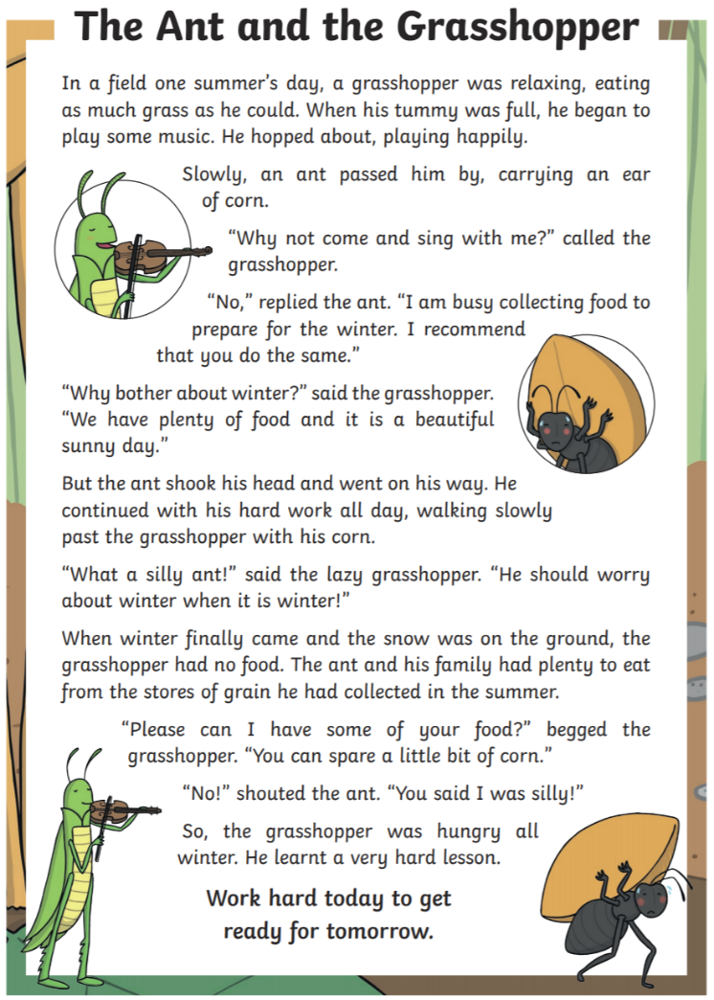 The Ant and the Grasshopper
In a field one summer’s day, a grasshopper was relaxing, eating
as much grass as he could. When his tummy was full, he began to
play some music. He hopped about, playing happily.
Slowly, an ant passed him by, carrying an ear
of corn.
“Why not come and sing with me?” called the
grasshopper.
“No,” replied the ant. “I am busy collecting food to
prepare for the winter. I recommend
that you do the same.”
“Why bother about winter?” said the grasshopper.
“We have plenty of food and it is a beautiful
sunny day.”
But the ant shook his head and went on his way. He
continued with his hard work all day, walking slowly
past the grasshopper with his corn.
“What a silly ant!” said the lazy grasshopper. “He should worry
about winter when it is winter!”
When winter finally came and the snow was on the ground, the
grasshopper had no food. The ant and his family had plenty to eat
from the stores of grain he had collected in the summer.
“Please can I have some of your food?” begged the
grasshopper. “You can spare a little bit of corn.”
“No!” shouted the ant. “You said I was silly!”
So, the grasshopper was hungry all
winter. He learnt a very hard lesson.
Work hard today to get
ready for tomorrow.